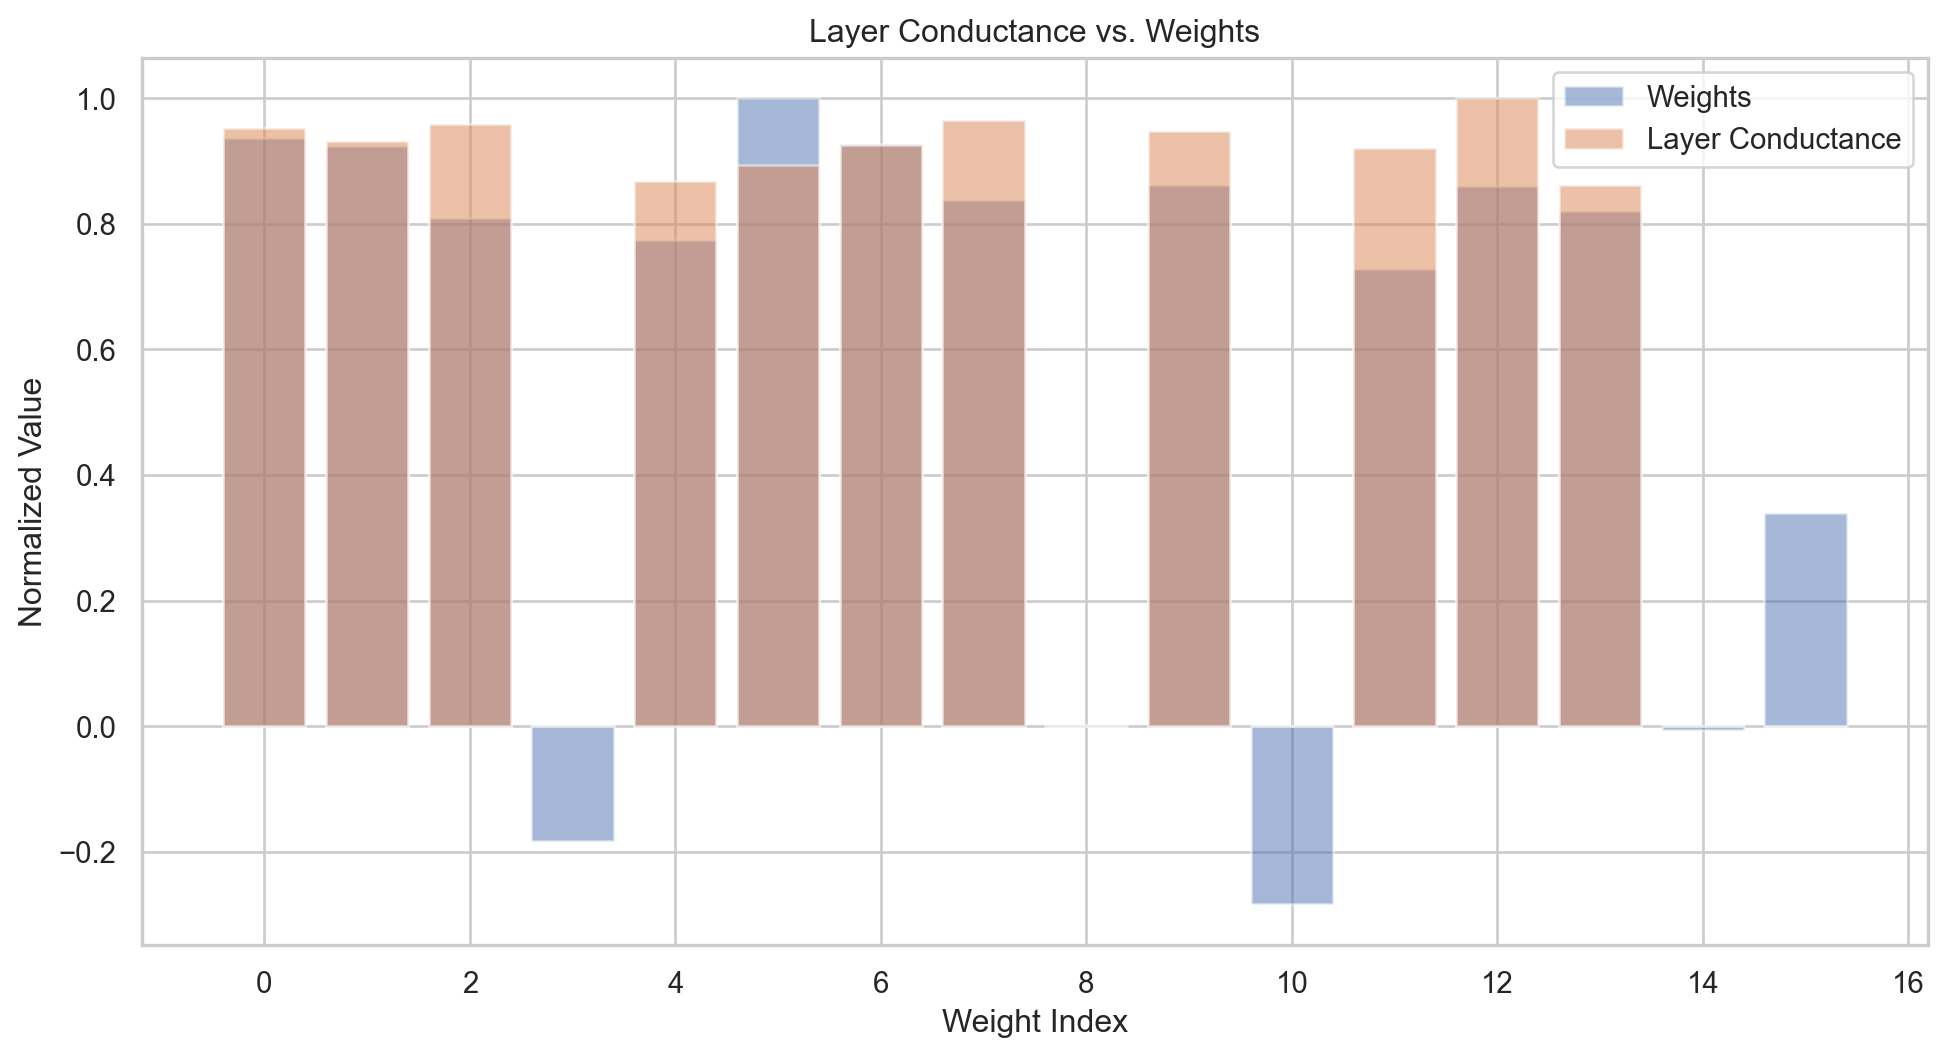 Layer Conductance vs. Weights
Weights
Layer Conductance
Normalized Value
1.0
0.8
0.6
0.4
0.2
0.0
−0.2
0 2 4 6 8 10 12 14 16
Weight Index